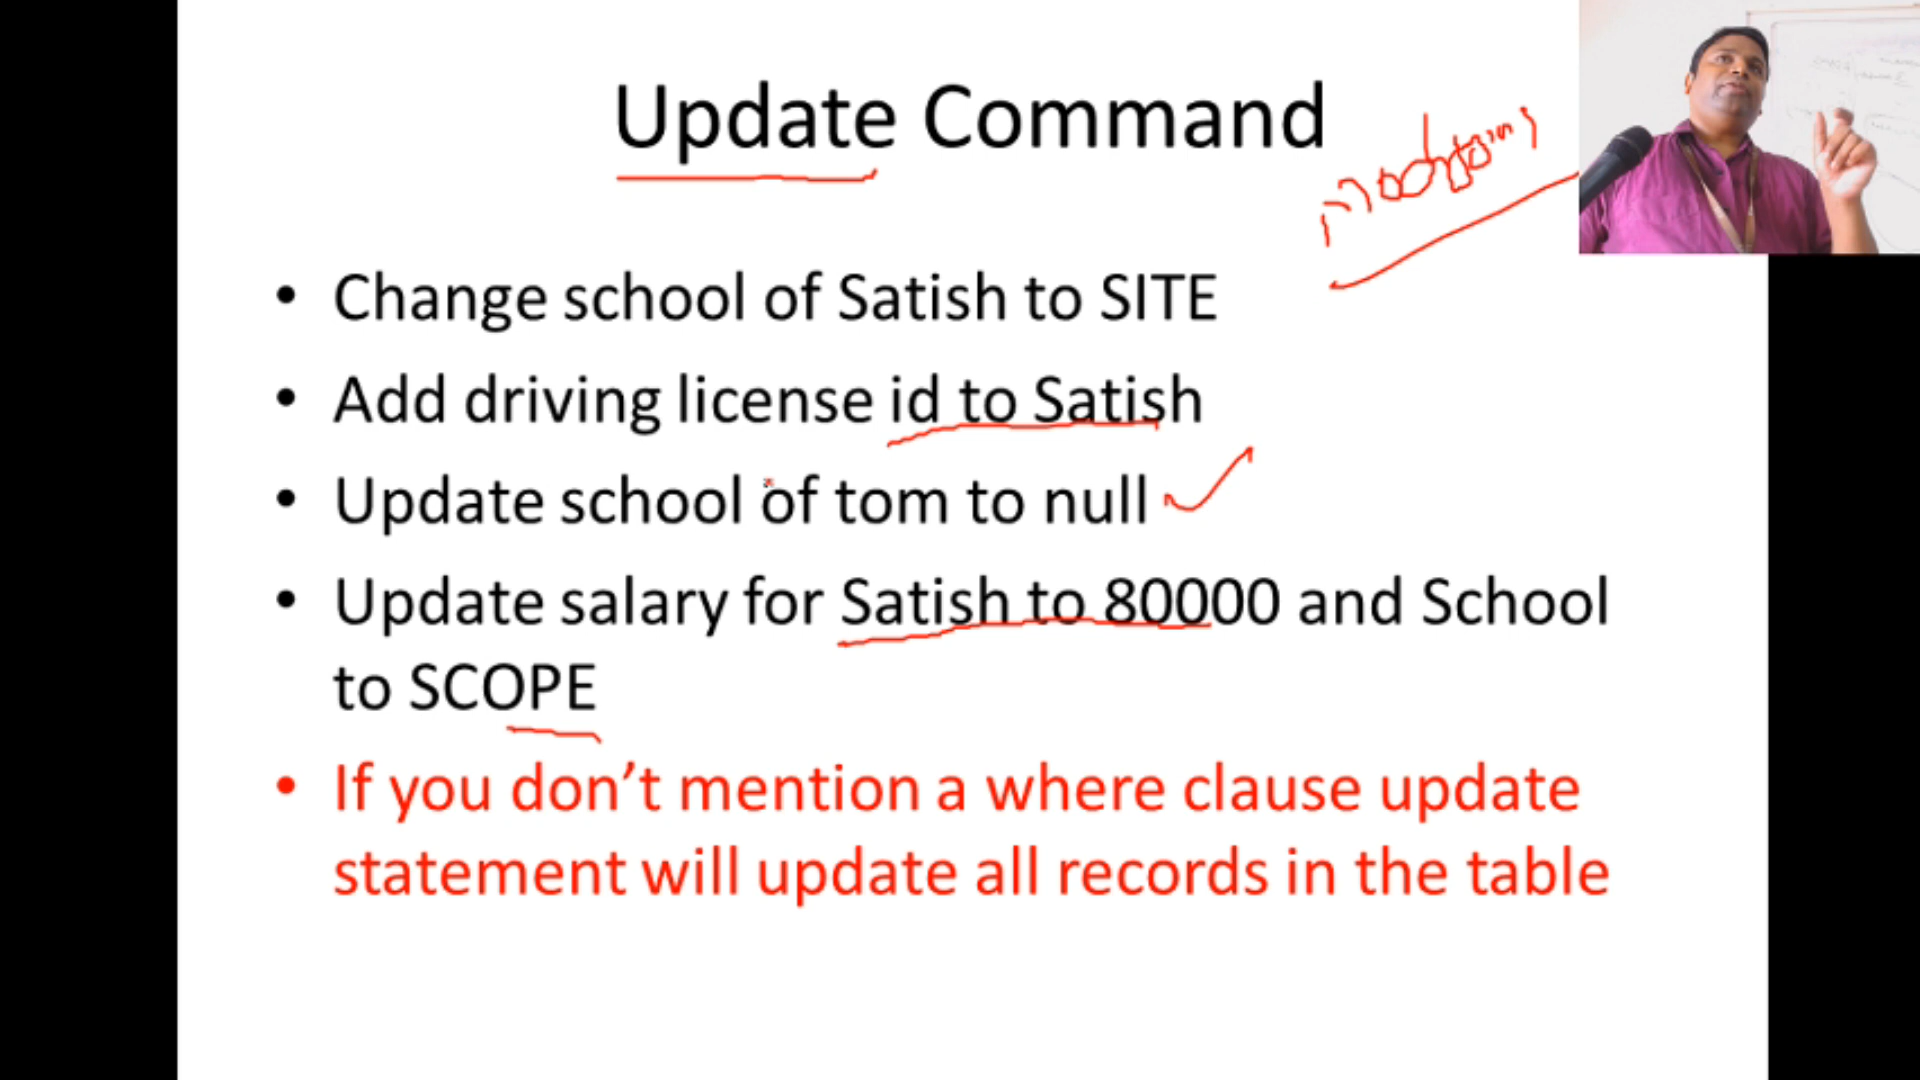 Update Command
• Change school of Satish to SITE
• Add driving license id to Satish
• Update school of tom to null
• Update salary for Satish to 80000 and School
to SCOPE
• If you don’t mention a where clause update
statement will update all records in the table